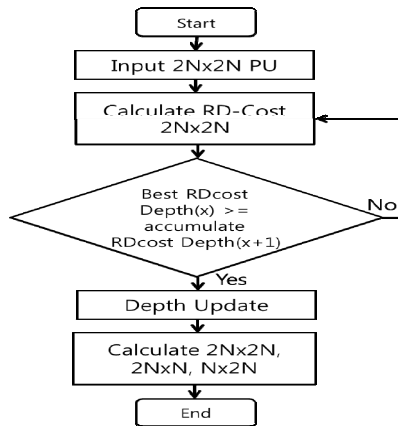 Start
Input 2Nx2N PU
Calculate RD-Cost
2Nx2N
Best RDcost
Depth(x) >=
accumulate
RDcost Depth(x+1)
No
Yes
Depth Update
Calculate 2Nx2N,
2NxN, Nx2N
End